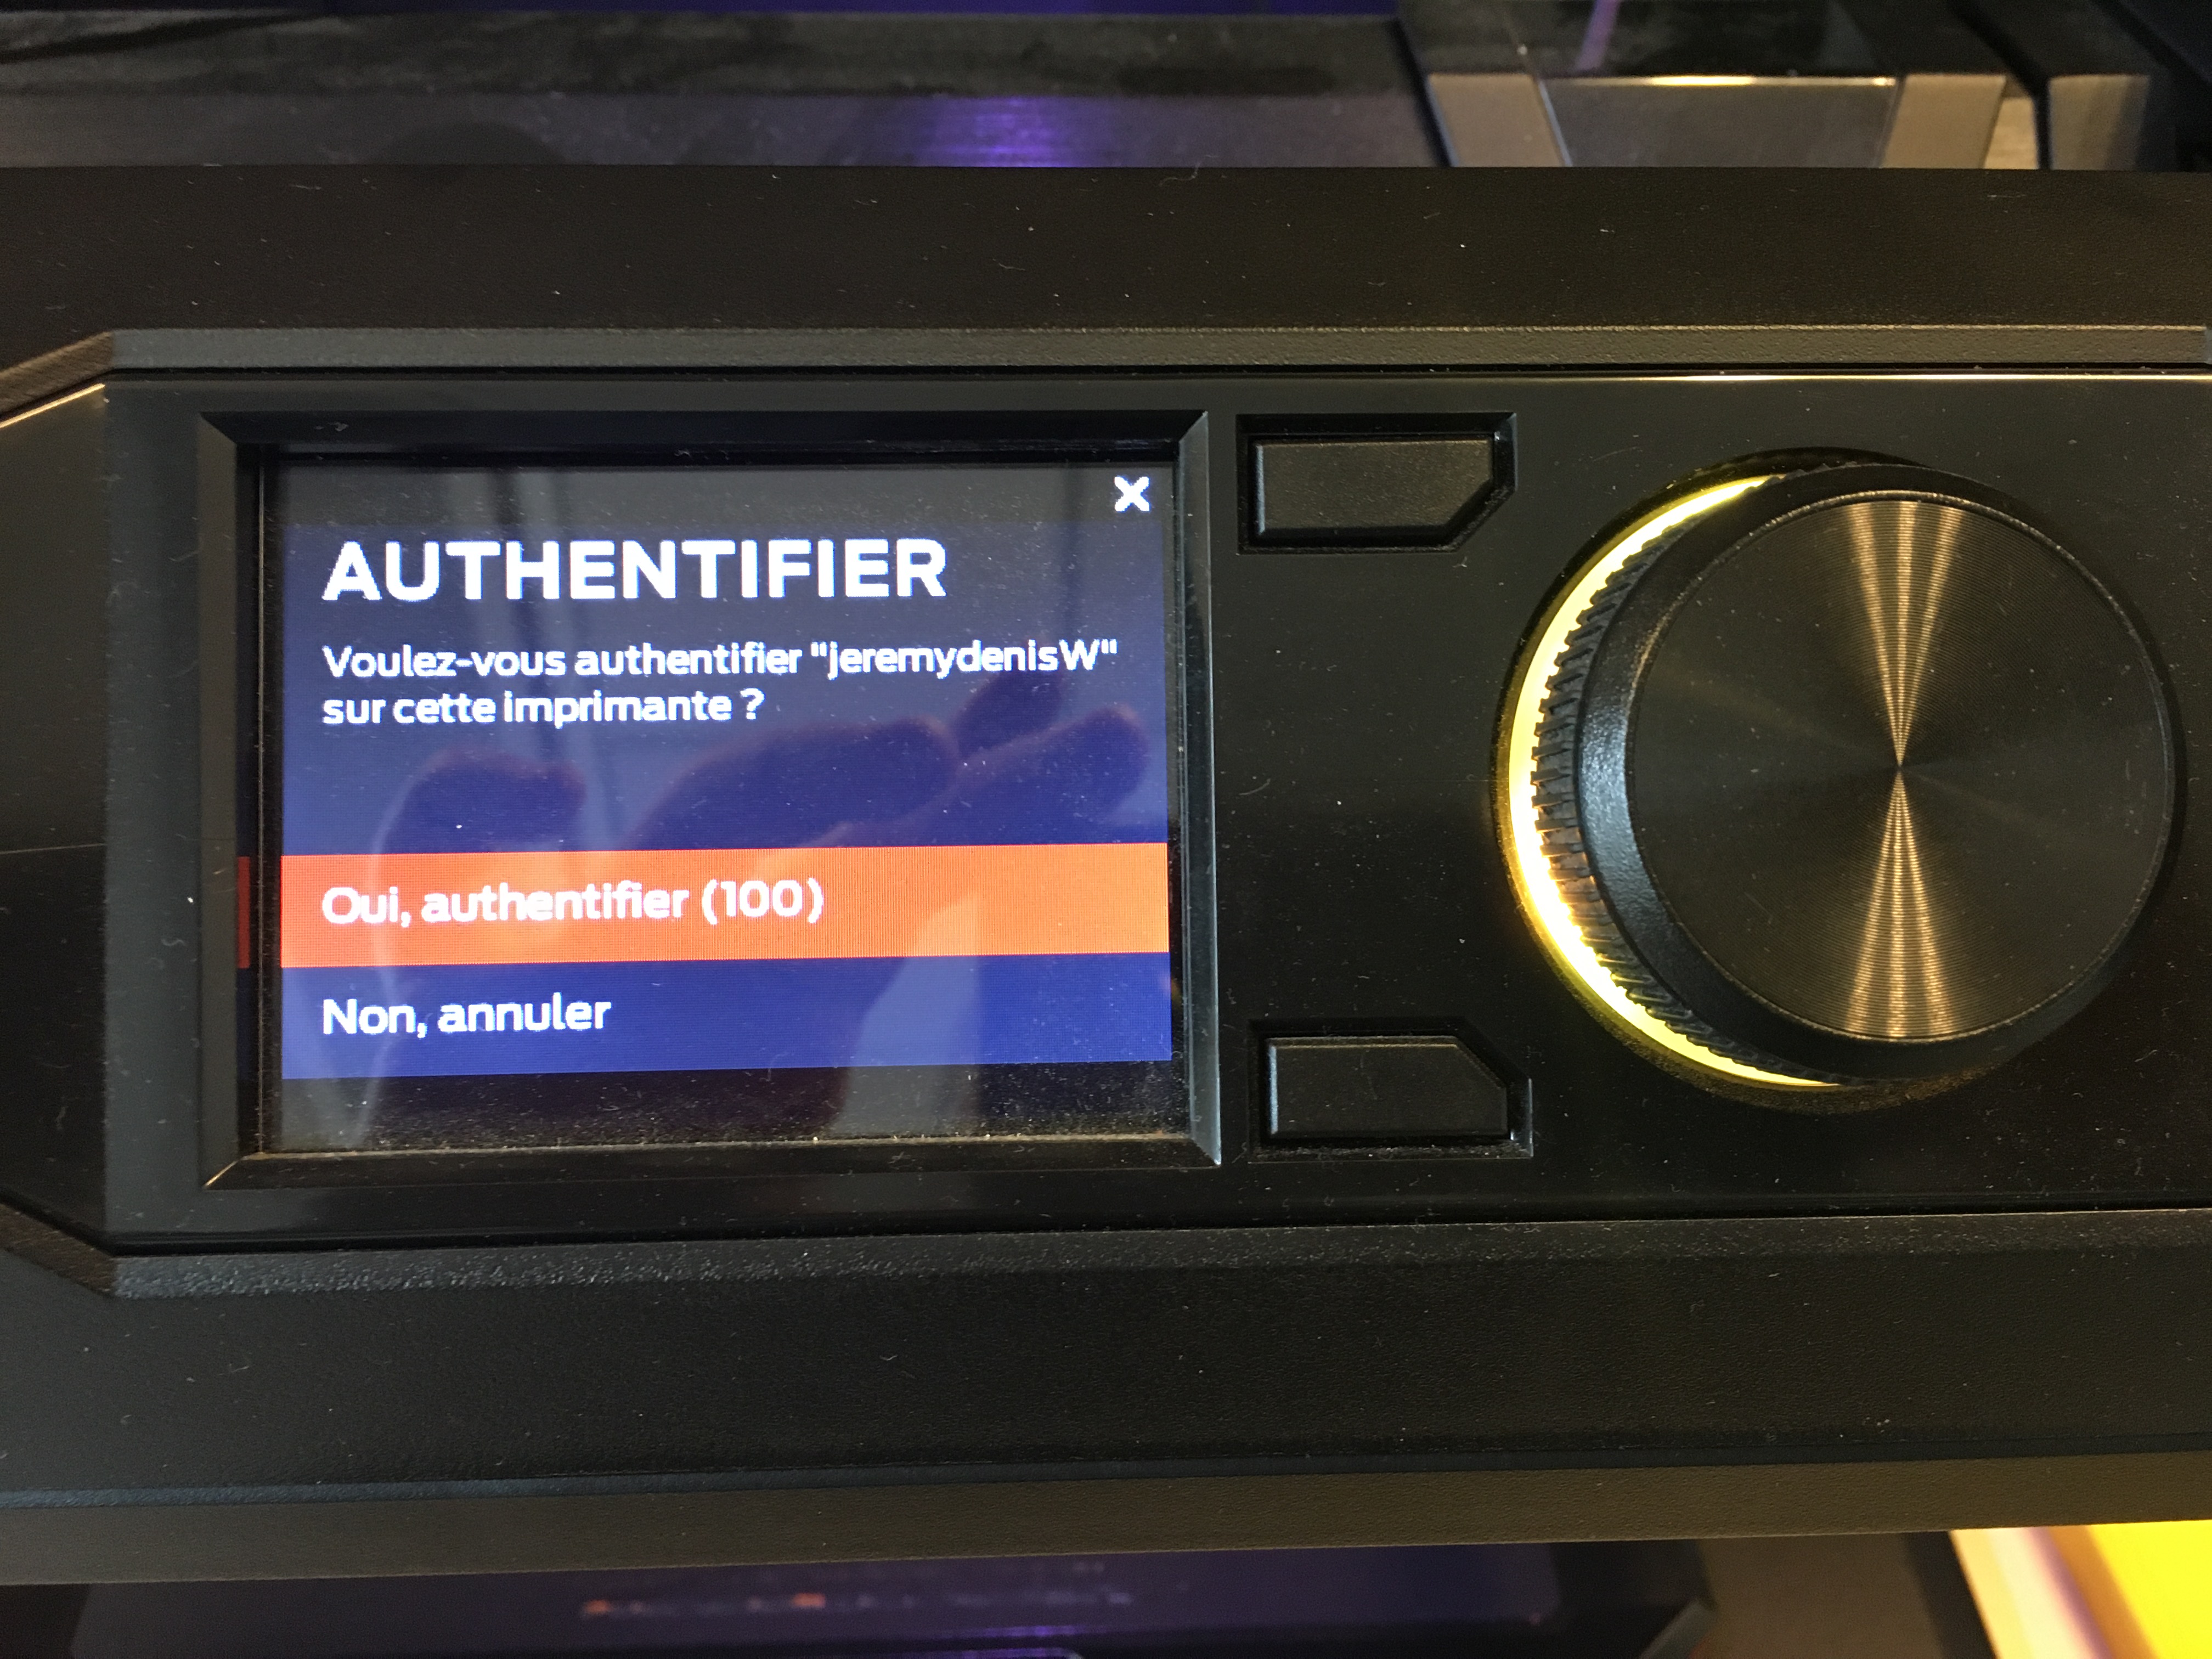 AUTHENTIFIER
Voulez-vous authentifier "jeremydenisW"
sur cette imprimante ?
Oui, authentifier (100)
Non, annuler